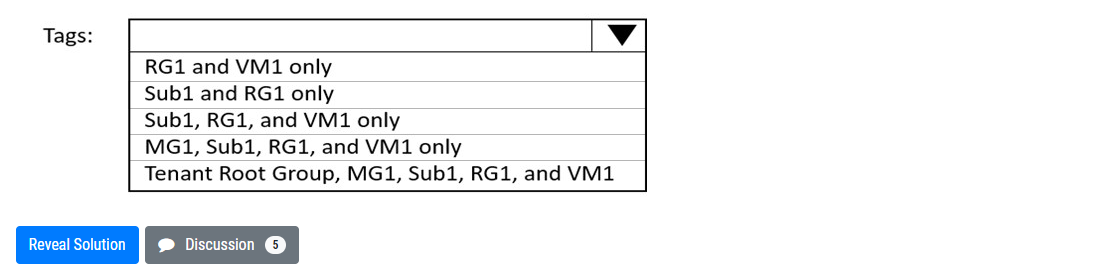 Tags:
RG1 and VM1 only
Sub1 and RG1 only
Sub1, RG1, and VM1 only
MG1, Sub1, RG1, and VM1 only
Tenant Root Group, MG1, Sub1, RG1, and VM1
Reveal Solution Discussion 5